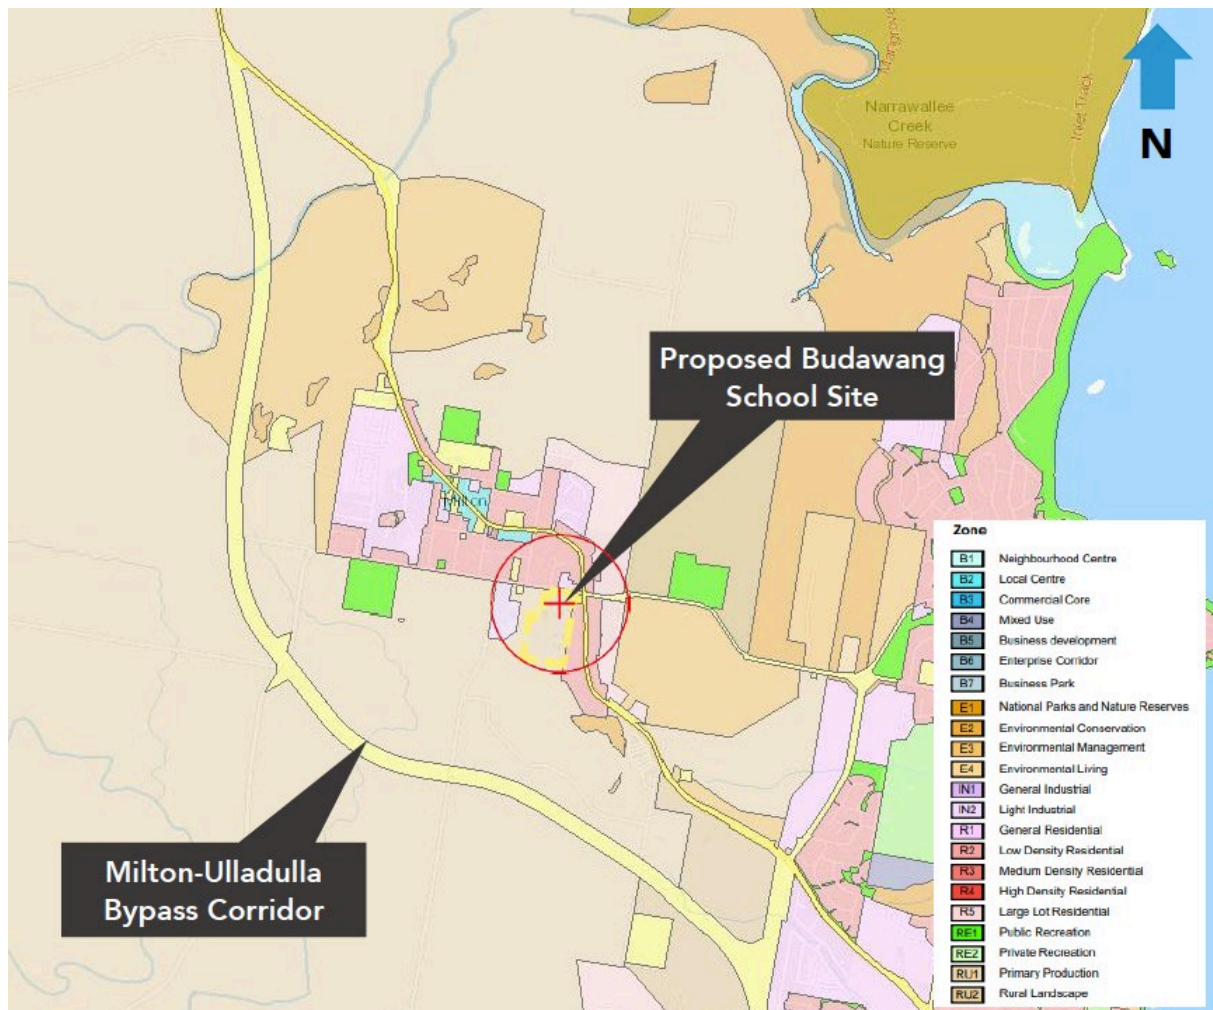 Mangrove
Inlet Track
Narrawallee
Creek
Nature Reserve
N
Proposed Budawang
School Site
Milton
Milton-Ulladulla
Bypass Corridor
Zone
B1 Neighbourhood Centre
B2 Local Centre
B3 Commercial Core
B4 Mixed Use
B5 Business development
B6 Enterprise Corridor
B7 Business Park
E1 National Parks and Nature Reserves
E2 Environmental Conservation
E3 Environmental Management
E4 Environmental Living
IN1 General Industrial
IN2 Light Industrial
R1 General Residential
R2 Low Density Residential
R3 Medium Density Residential
R4 High Density Residential
R5 Large Lot Residential
RE1 Public Recreation
RE2 Private Recreation
RU1 Primary Production
RU2 Rural Landscape